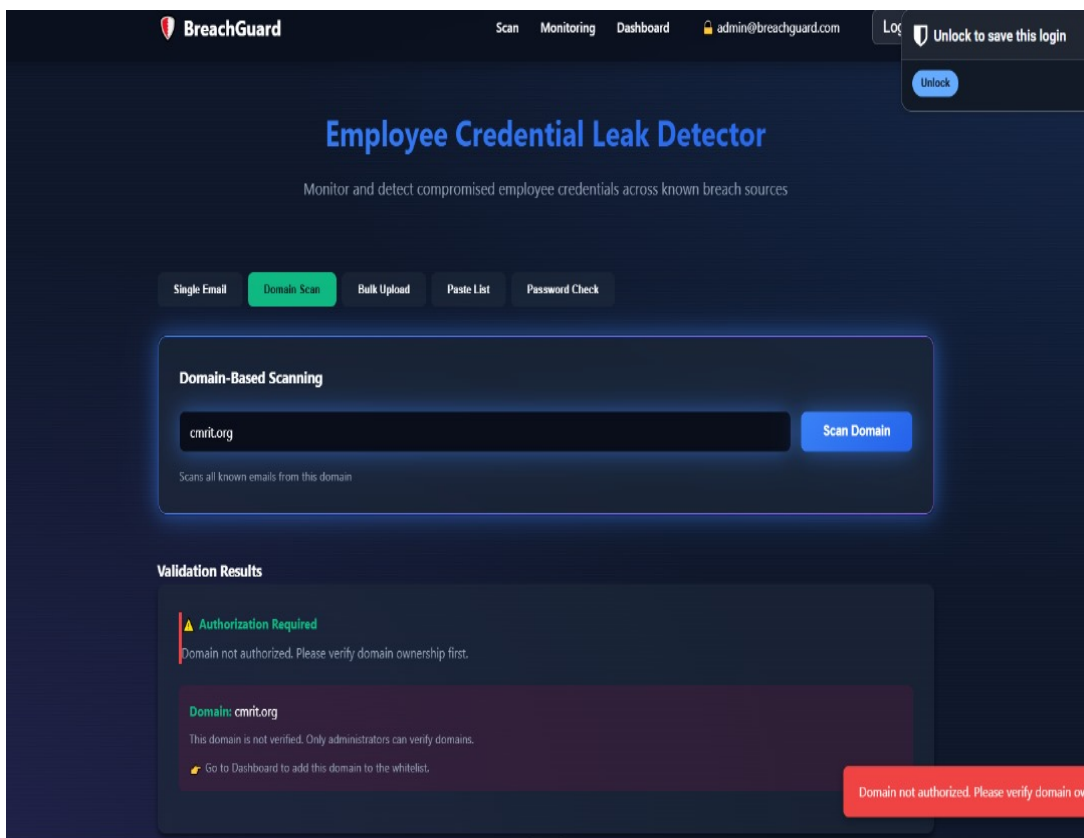 BreachGuard
Scan Monitoring Dashboard 🔒 admin@breachguard.com
Unlock to save this login
Unlock
Employee Credential Leak Detector
Monitor and detect compromised employee credentials across known breach sources
Single Email Domain Scan Bulk Upload Paste List Password Check
Domain-Based Scanning
cmrit.org Scan Domain
Scans all known emails from this domain
Validation Results
⚠ Authorization Required
Domain not authorized. Please verify domain ownership first.
Domain: cmrit.org
This domain is not verified. Only administrators can verify domains.
👉 Go to Dashboard to add this domain to the whitelist.
Domain not authorized. Please verify domain